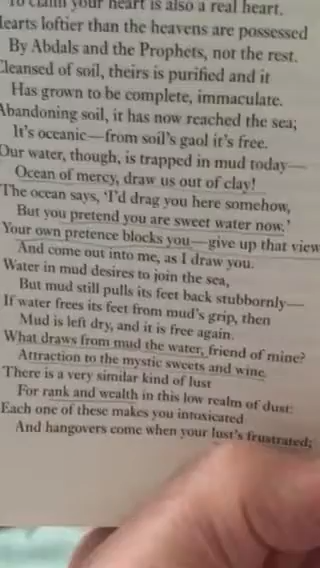 To claim your heart is also a real heart.
Hearts loftier than the heavens are possessed
By Abdals and the Prophets, not the rest.
Cleansed of soil, theirs is purified and it
Has grown to be complete, immaculate.
Abandoning soil, it has now reached the sea;
It's oceanic—from soil's gaol it's free.
Our water, though, is trapped in mud today—
Ocean of mercy, draw us out of clay!
The ocean says, 'I'd drag you here somehow,
But you pretend you are sweet water now.'
Your own pretence blocks you—give up that view
And come out into me, as I draw you.
Water in mud desires to join the sea,
But mud still pulls its feet back stubbornly—
If water frees its feet from mud's grip, then
Mud is left dry, and it is free again.
What draws from mud the water, friend of mine?
Attraction to the mystic sweets and wine.
There is a very similar kind of lust
For rank and wealth in this low realm of dust:
Each one of these makes you intoxicated
And hangovers come when your lust's frustrated;